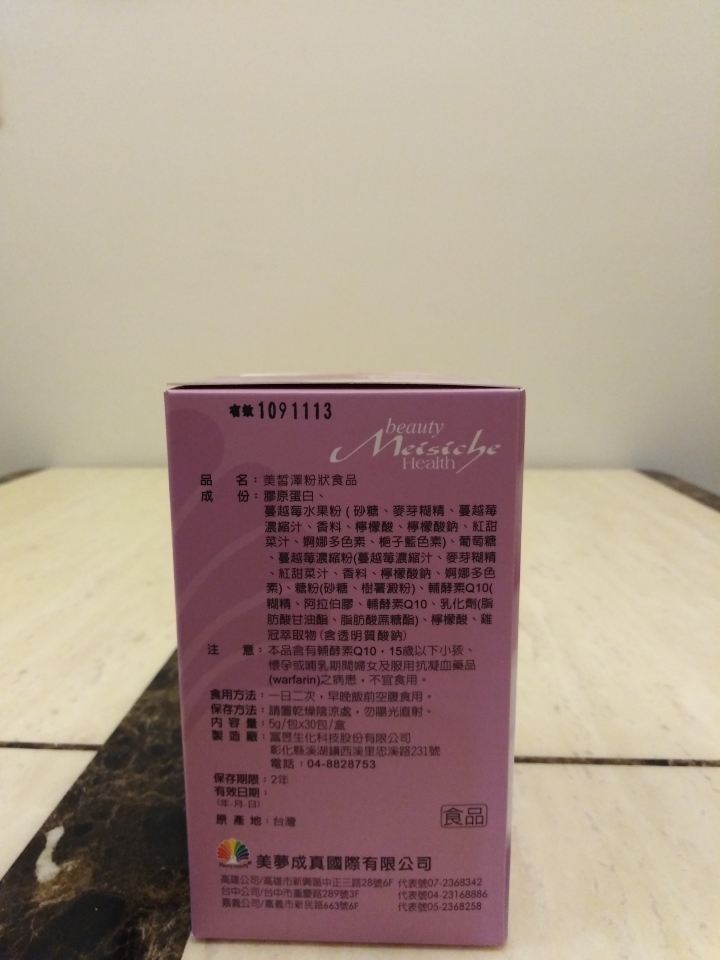 有效1091113
beauty
Meisiche
Health
品 名：美皙澤粉狀食品
成 份：膠原蛋白、
蔓越莓水果粉(砂糖、麥芽糊精、蔓越莓
濃縮汁、香料、檸檬酸、檸檬酸鈉、紅甜
菜汁、婀娜多色素、梔子藍色素)、葡萄糖
、蔓越莓濃縮粉(蔓越莓濃縮汁、麥芽糊精
、紅甜菜汁、香料、檸檬酸鈉、婀娜多色
素)、糖粉(砂糖、樹薯澱粉)、輔酵素Q10(
糊精、阿拉伯膠、輔酵素Q10、乳化劑(脂
肪酸甘油酯、脂肪酸蔗糖酯)、檸檬酸、雞
冠萃取物(含透明質酸鈉)
注 意：本品含有輔酵素Q10，15歲以下小孩、
懷孕或哺乳期間婦女及服用抗凝血藥品
(warfarin)之病患，不宜食用。
食用方法：一日二次，早晚飯前空腹食用。
保存方法：請置乾燥陰涼處，勿陽光直射。
內 容 量：5g/包x30包/盒
製 造 廠：富昱生化科技股份有限公司
彰化縣溪湖鎮西溪里忠溪路231號
電話：04-8828753
保存期限：2年
有效日期：
(年.月.日)
原 產 地：台灣
食品
美夢成真國際有限公司
高雄公司/高雄市新興區中正三路28號6F 代表號07-2368342
台中公司/台中市重慶路289號3F 代表號04-23168886
嘉義公司/嘉義市新民路663號6F 代表號05-2368258